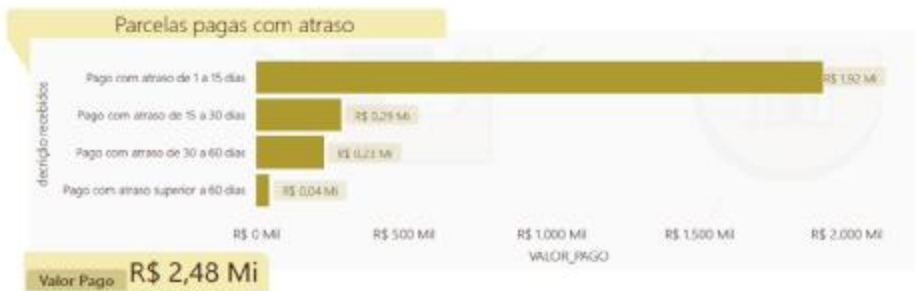 Parcelas pagas com atraso
decrição recebidos
Pago com atraso de 1 a 15 dias
R$ 1,92 Mi
Pago com atraso de 15 a 30 dias
R$ 0,29 Mi
Pago com atraso de 30 a 60 dias
R$ 0,23 Mi
Pago com atraso superior a 60 dias
R$ 0,04 Mi
R$ 0 Mil R$ 500 Mil R$ 1.000 Mil R$ 1.500 Mil R$ 2.000 Mil
VALOR_PAGO
Valor Pago R$ 2,48 Mi